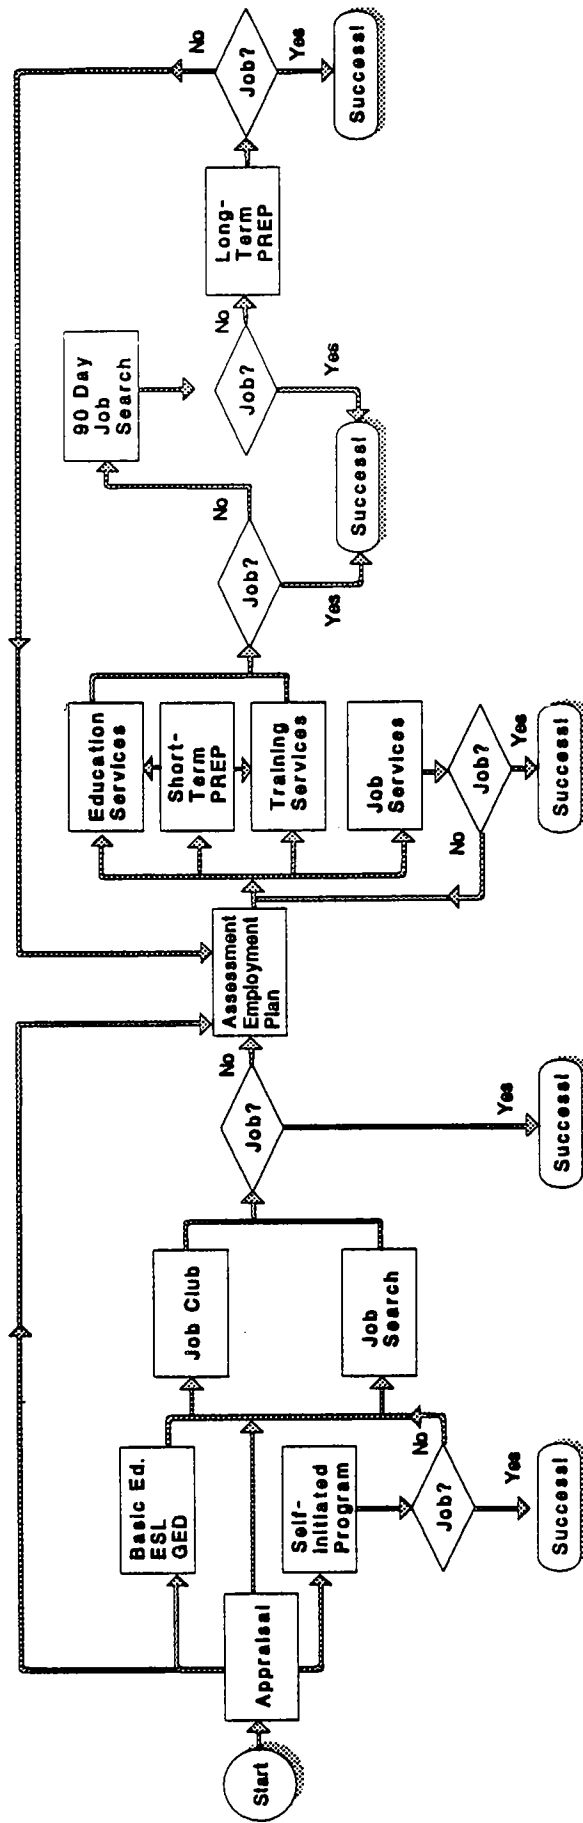 Start
Appraisal
Basic Ed.
ESL
GED
Self-
Initiated
Program
Job?
No
Yes
Success!
Job Club
Job
Search
Job?
No
Yes
Success!
Assessment
Employment
Plan
Education
Services
Short-
Term
PREP
Training
Services
Job
Services
Job?
No
Yes
Success!
Job?
No
Yes
90 Day
Job
Search
Job?
No
Yes
Success!
Long-
Term
PREP
Job?
No
Yes
Success!